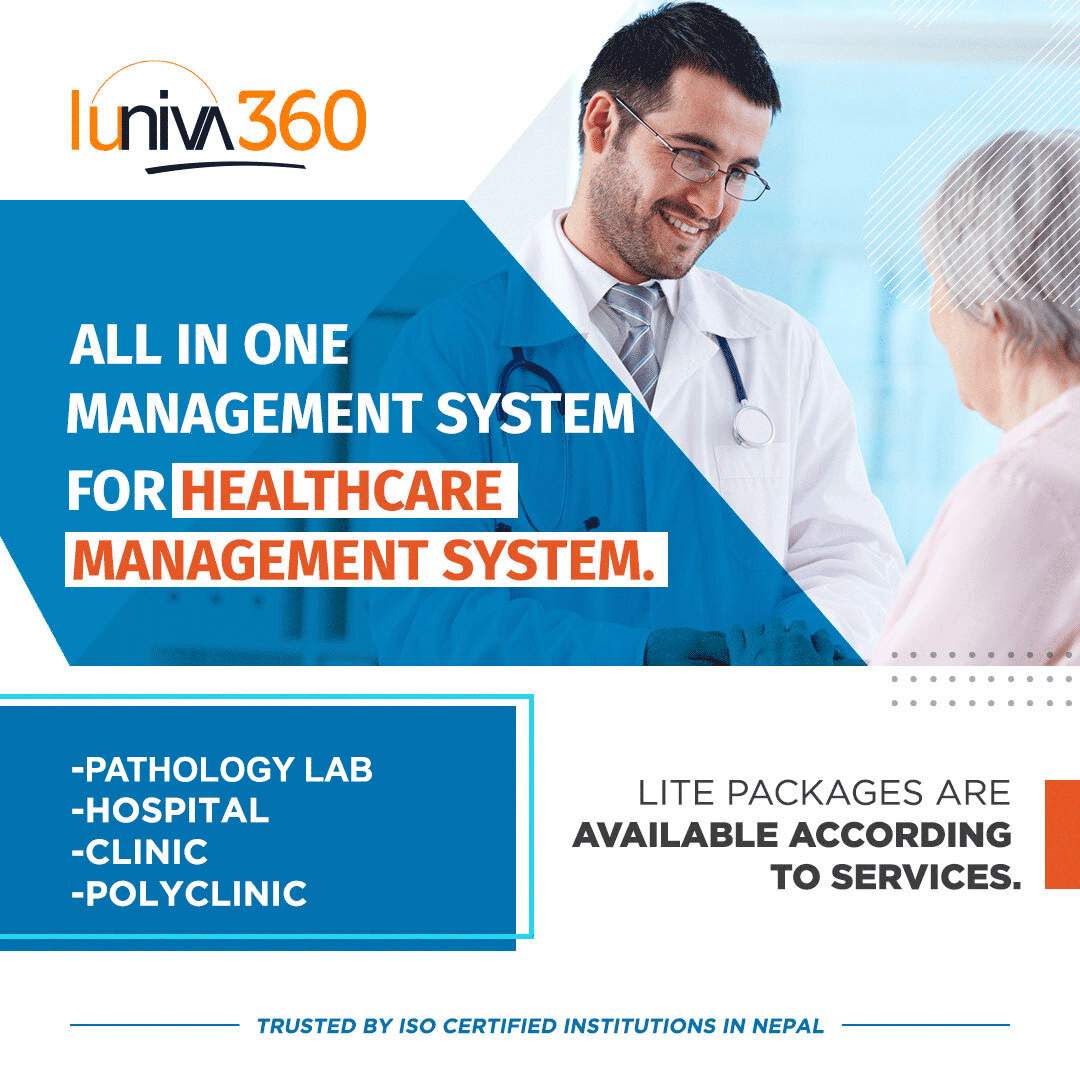 luniva360
ALL IN ONE
MANAGEMENT SYSTEM
FOR HEALTHCARE
MANAGEMENT SYSTEM.
-PATHOLOGY LAB
-HOSPITAL
-CLINIC
-POLYCLINIC
LITE PACKAGES ARE
AVAILABLE ACCORDING
TO SERVICES.
TRUSTED BY ISO CERTIFIED INSTITUTIONS IN NEPAL